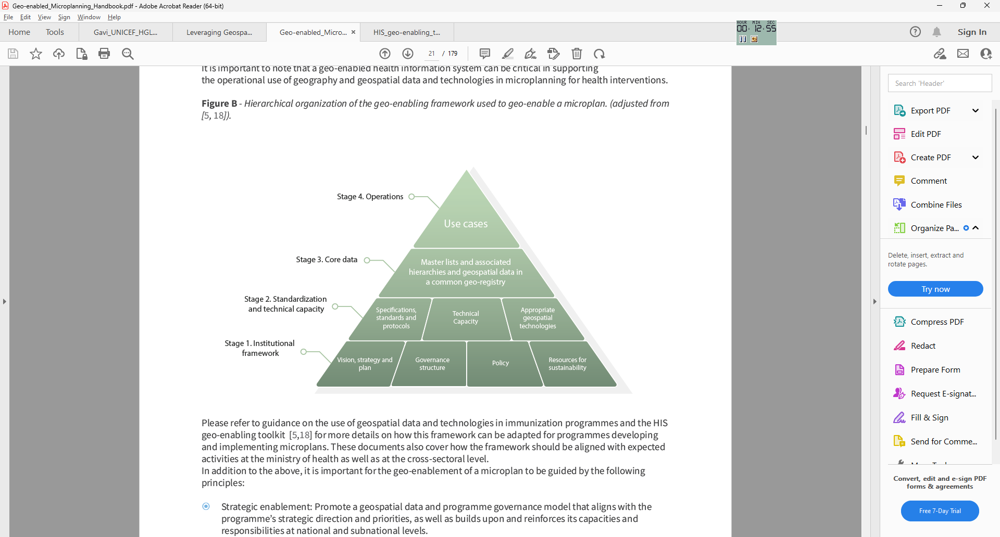 Geo-enabled_Microplanning_Handbook.pdf - Adobe Acrobat Reader (64-bit)
File Edit View Sign Window Help
Home Tools Gavi_UNICEF_HGL... Leveraging Geospa... Geo-enabled_Micro... × HIS_geo-enabling_t...
HOUR MIN SEC
00:12:55
Sign In
21 / 179
It is important to note that a geo-enabled health information system can be critical in supporting
the operational use of geography and geospatial data and technologies in microplanning for health interventions.
Figure B - Hierarchical organization of the geo-enabling framework used to geo-enable a microplan. (adjusted from
[5, 18]).
Stage 4. Operations
Use cases
Stage 3. Core data
Master lists and associated
hierarchies and geospatial data in
a common geo-registry
Stage 2. Standardization
and technical capacity
Specifications,
standards and
protocols
Technical
Capacity
Appropriate
geospatial
technologies
Stage 1. Institutional
framework
Vision, strategy and
plan
Governance
structure
Policy
Resources for
sustainability
Please refer to guidance on the use of geospatial data and technologies in immunization programmes and the HIS
geo-enabling toolkit [5,18] for more details on how this framework can be adapted for programmes developing
and implementing microplans. These documents also cover how the framework should be aligned with expected
activities at the ministry of health as well as at the cross-sectoral level.
In addition to the above, it is important for the geo-enablement of a microplan to be guided by the following
principles:
Strategic enablement: Promote a geospatial data and programme governance model that aligns with the
programme's strategic direction and priorities, as well as builds upon and reinforces its capacities and
responsibilities at national and subnational levels.
Search 'Header'
Export PDF
Edit PDF
Create PDF
Comment
Combine Files
Organize Pa...
Delete, insert, extract and
rotate pages.
Try now
Compress PDF
Redact
Prepare Form
Request E-signat...
Fill & Sign
Send for Comme...
Convert, edit and e-sign PDF
forms & agreements
Free 7-Day Trial